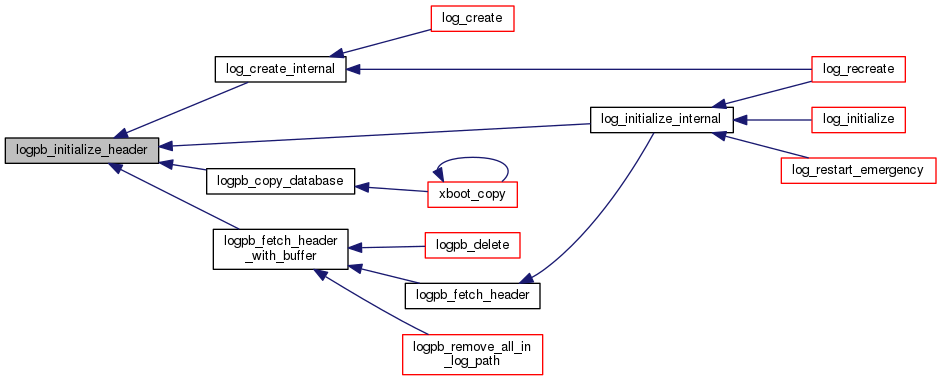 log_create
log_create_internal
log_recreate
log_initialize_internal
log_initialize
logpb_initialize_header
log_restart_emergency
logpb_copy_database
xboot_copy
logpb_fetch_header
_with_buffer
logpb_delete
logpb_fetch_header
logpb_remove_all_in
_log_path